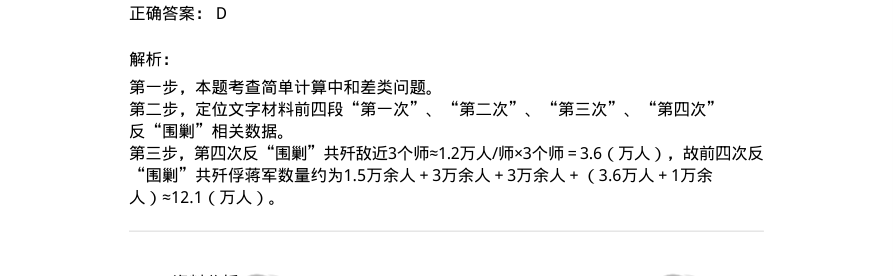 正确答案： D
解析：
第一步，本题考查简单计算中和差类问题。
第二步，定位文字材料前四段“第一次”、 “第二次”、 “第三次”、 “第四次”
反“围剿”相关数据。
第三步，第四次反“围剿”共歼敌近3个师≈1.2万人/师×3个师 = 3.6（万人），故前四次反
“围剿”共歼俘蒋军数量约为1.5万余人 + 3万余人 + 3万余人 + （3.6万人 + 1万余
人）≈12.1（万人）。